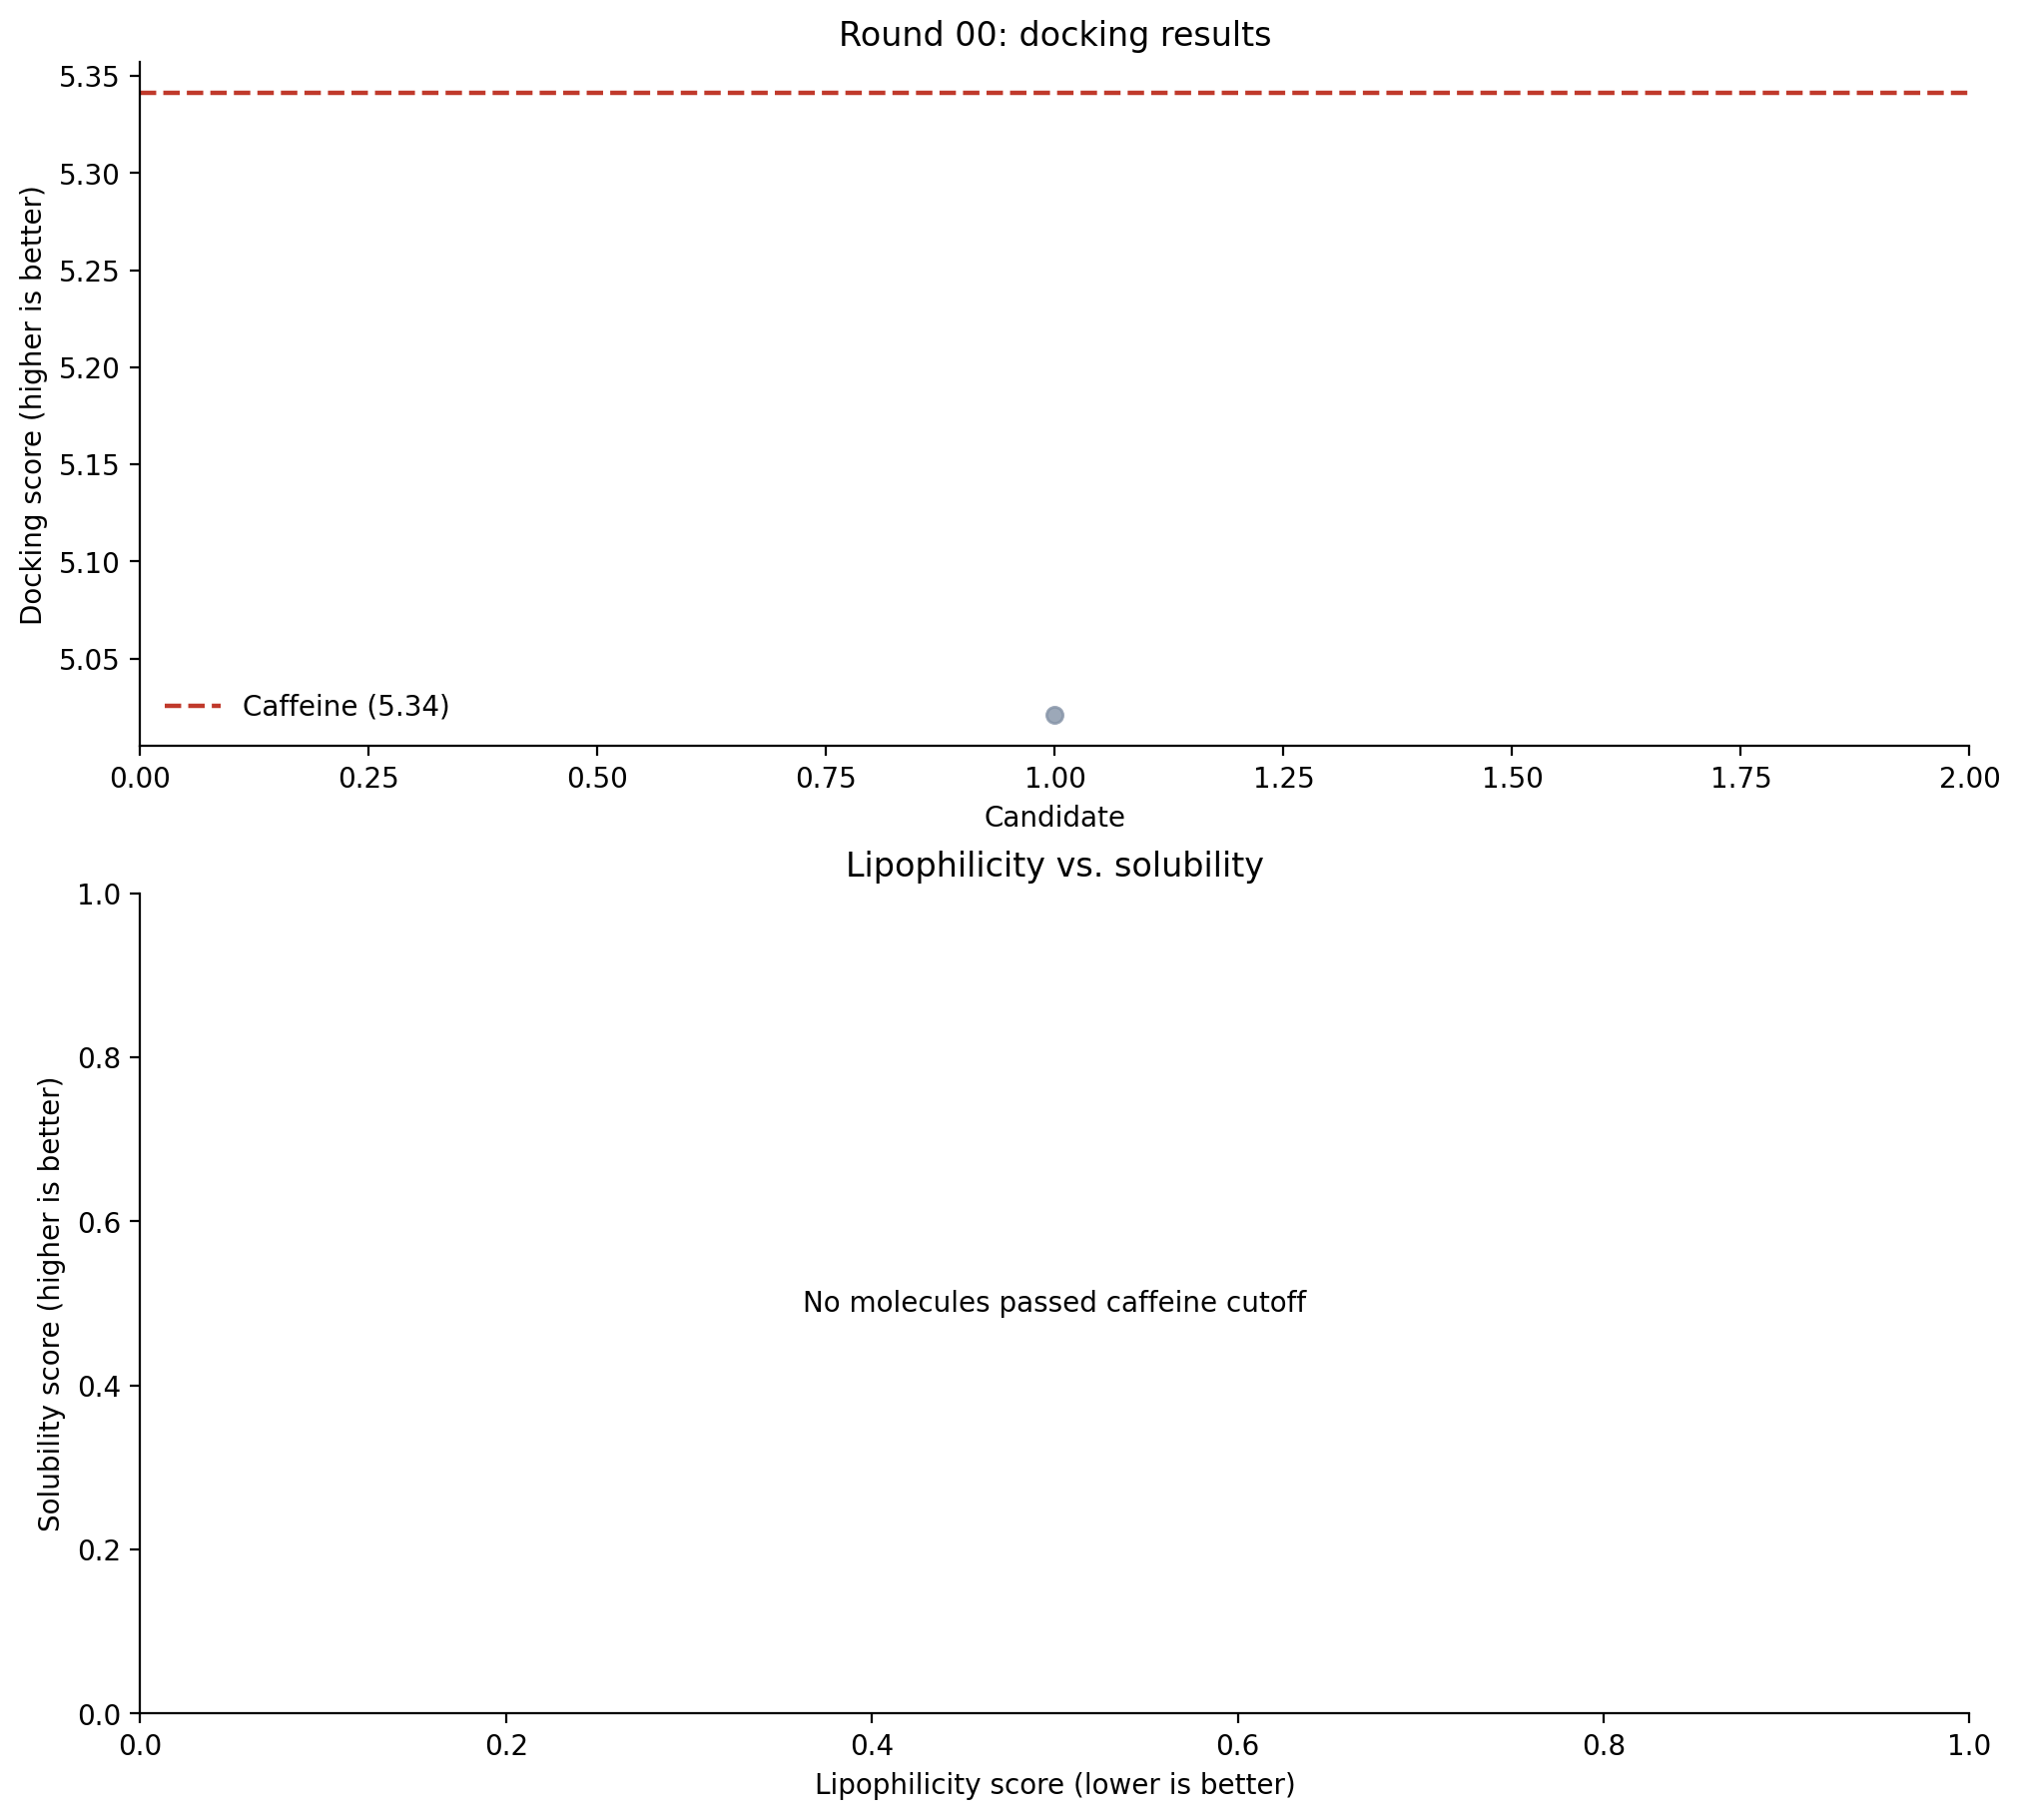 Round 00: docking results
Docking score (higher is better)
5.35
5.30
5.25
5.20
5.15
5.10
5.05
Caffeine (5.34)
0.00 0.25 0.50 0.75 1.00 1.25 1.50 1.75 2.00
Candidate
Lipophilicity vs. solubility
Solubility score (higher is better)
1.0
0.8
0.6
0.4
0.2
0.0
No molecules passed caffeine cutoff
0.0 0.2 0.4 0.6 0.8 1.0
Lipophilicity score (lower is better)